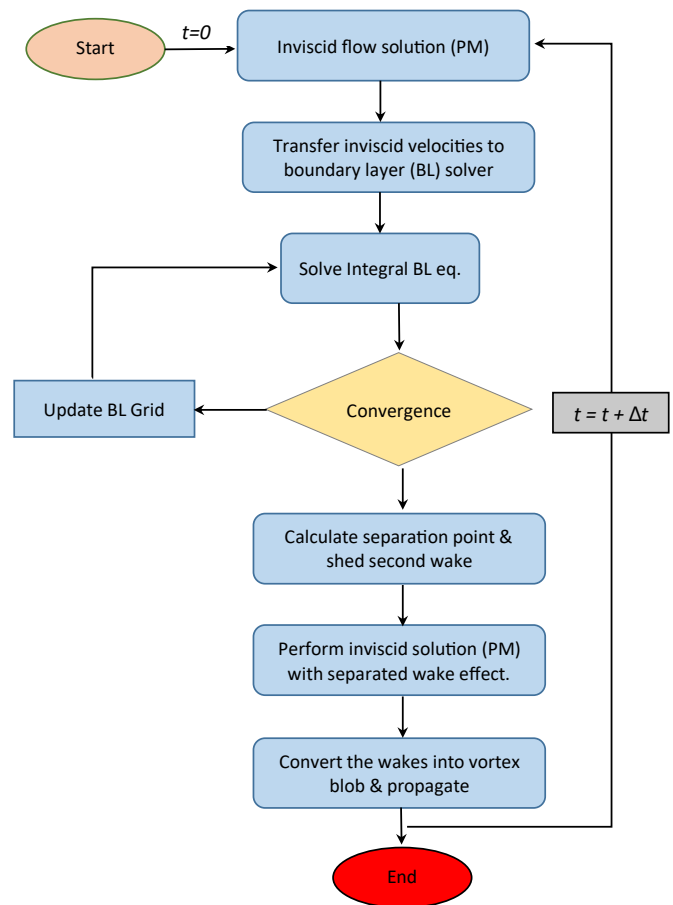 Start
t=0
Inviscid flow solution (PM)
Transfer inviscid velocities to
boundary layer (BL) solver
Solve Integral BL eq.
Update BL Grid
Convergence
t = t + Δt
Calculate separation point &
shed second wake
Perform inviscid solution (PM)
with separated wake effect.
Convert the wakes into vortex
blob & propagate
End